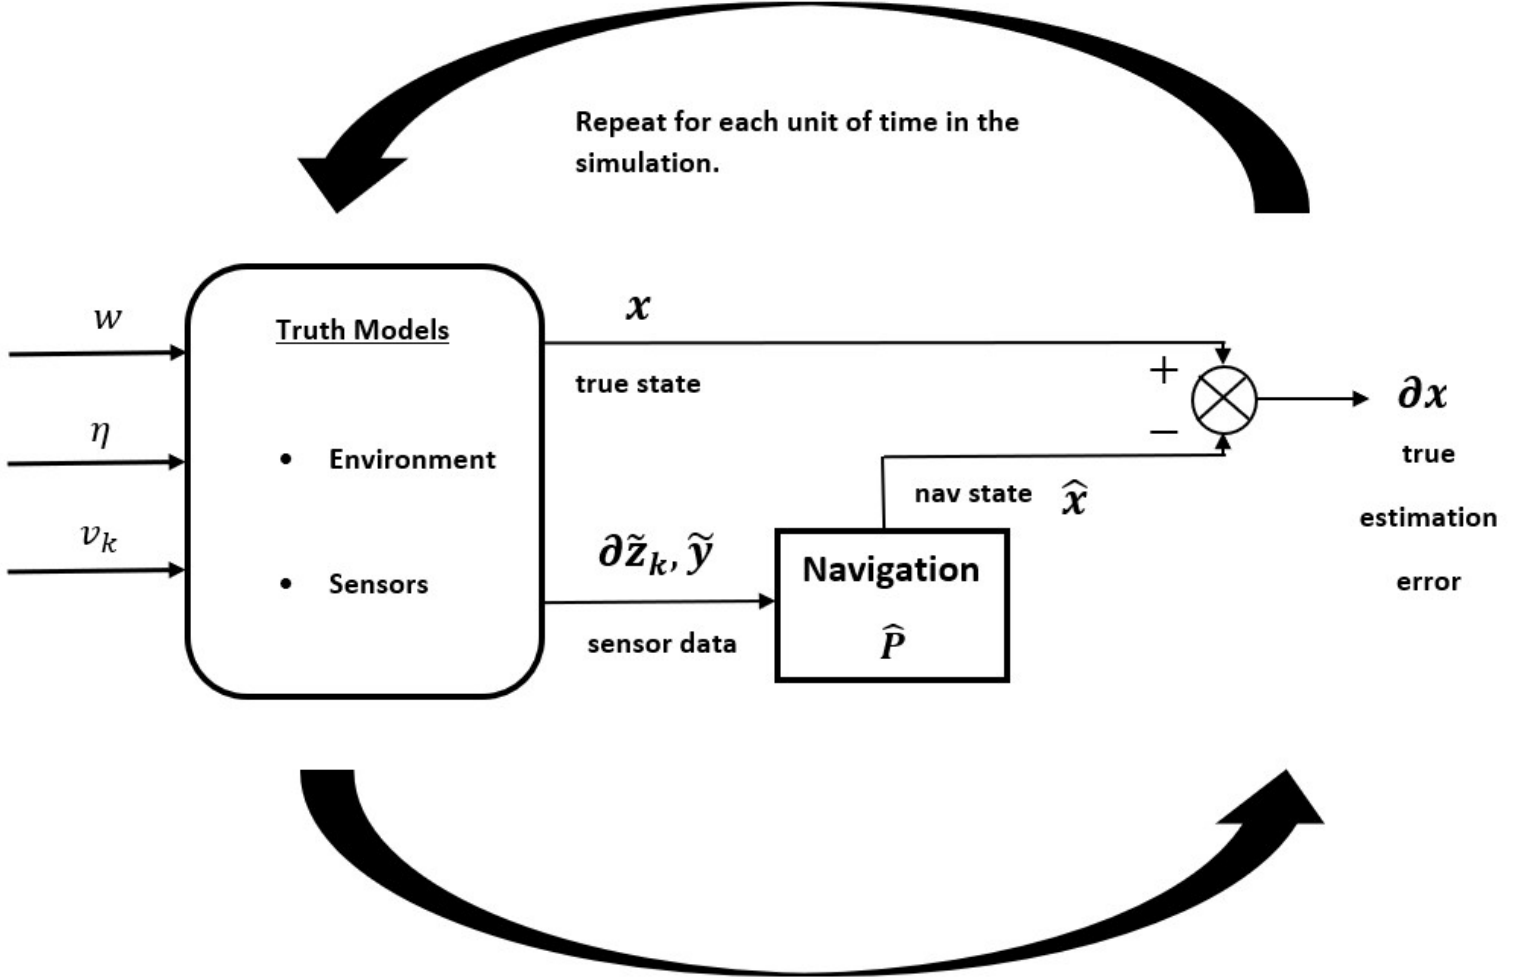 Repeat for each unit of time in the
simulation.
w
Truth Models
x
true state
+
−
∂x
true
estimation
error
η
• Environment
nav state x̂
v_k
• Sensors
∂z̃_k, ỹ
sensor data
Navigation
P̂